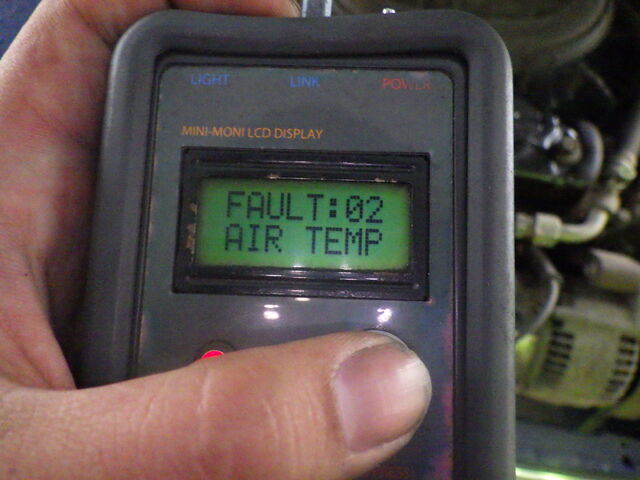 LIGHT LINK POWER
MINI-MONI LCD DISPLAY
FAULT:02
AIR TEMP